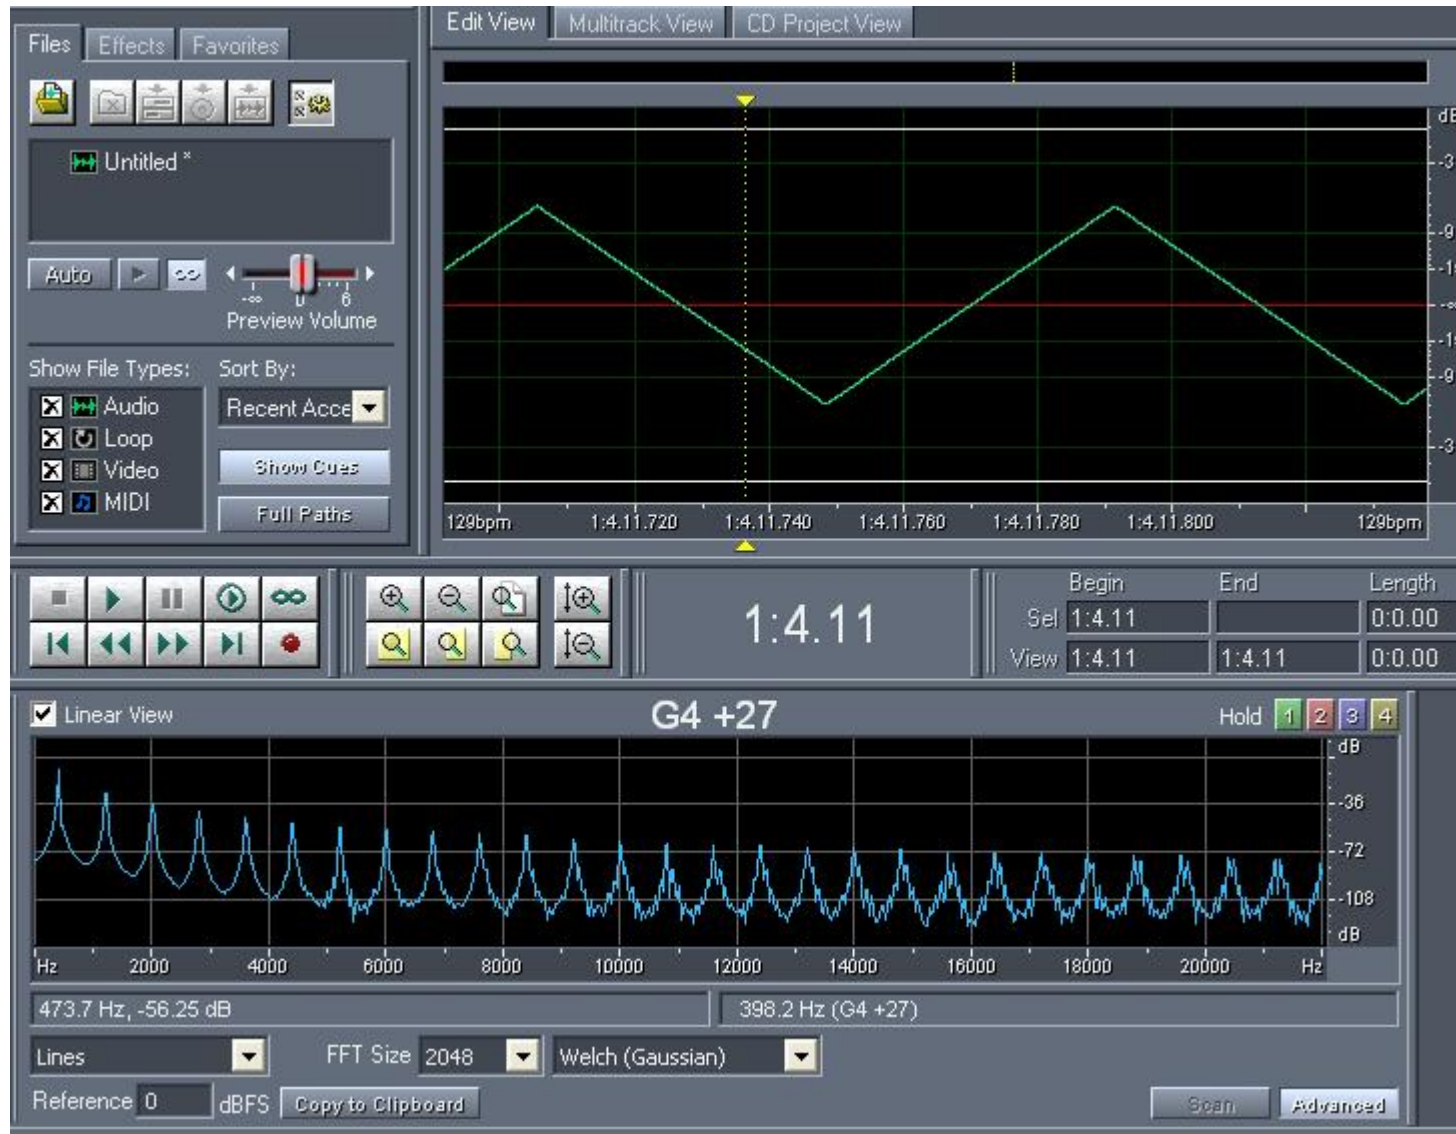 Files Effects Favorites
Edit View Multitrack View CD Project View
Untitled *
Auto
-∞ 0 6
Preview Volume
Show File Types: Sort By:
Audio
Loop
Video
MIDI
Recent Acce
Show Cues
Full Paths
-3
-9
-∞
-9
-3
129bpm 1:4.11.720 1:4.11.740 1:4.11.760 1:4.11.780 1:4.11.800 129bpm
1:4.11
Begin End Length
Sel 1:4.11 0:0.00
View 1:4.11 1:4.11 0:0.00
Linear View
G4 +27
Hold 1 2 3 4
dB
-36
-72
-108
dB
Hz 2000 4000 6000 8000 10000 12000 14000 16000 18000 20000 Hz
473.7 Hz, -56.25 dB
398.2 Hz (G4 +27)
Lines FFT Size 2048 Welch (Gaussian)
Reference 0 dBFS Copy to Clipboard Scan Advanced